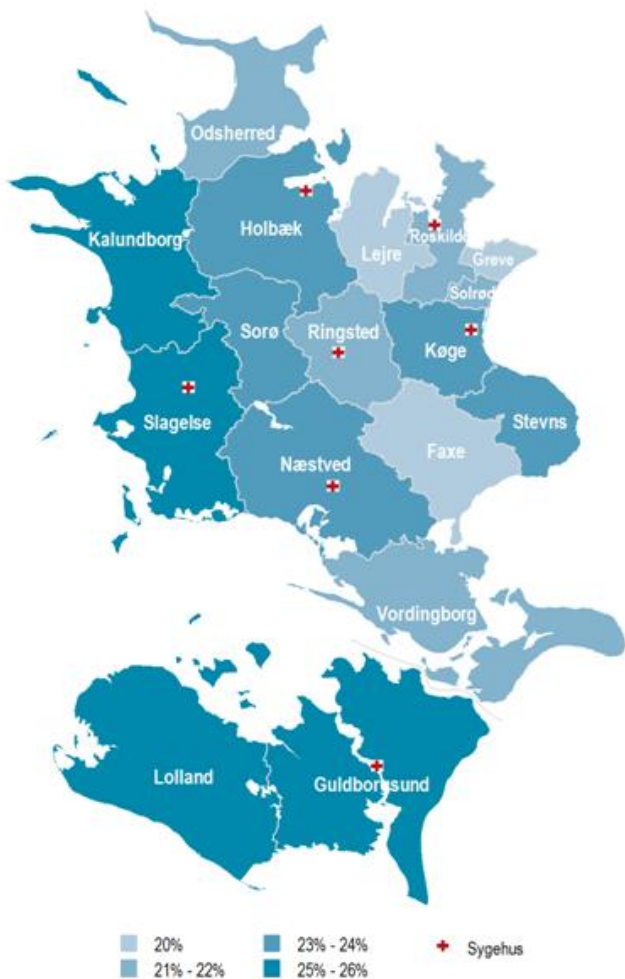 Odsherred
Kalundborg
Holbæk
Lejre
Roskilde
Greve
Solrød
Sorø
Ringsted
Køge
Slagelse
Stevns
Næstved
Faxe
Vordingborg
Lolland
Guldborgsund
20%
23% - 24%
Sygehus
21% - 22%
25% - 26%